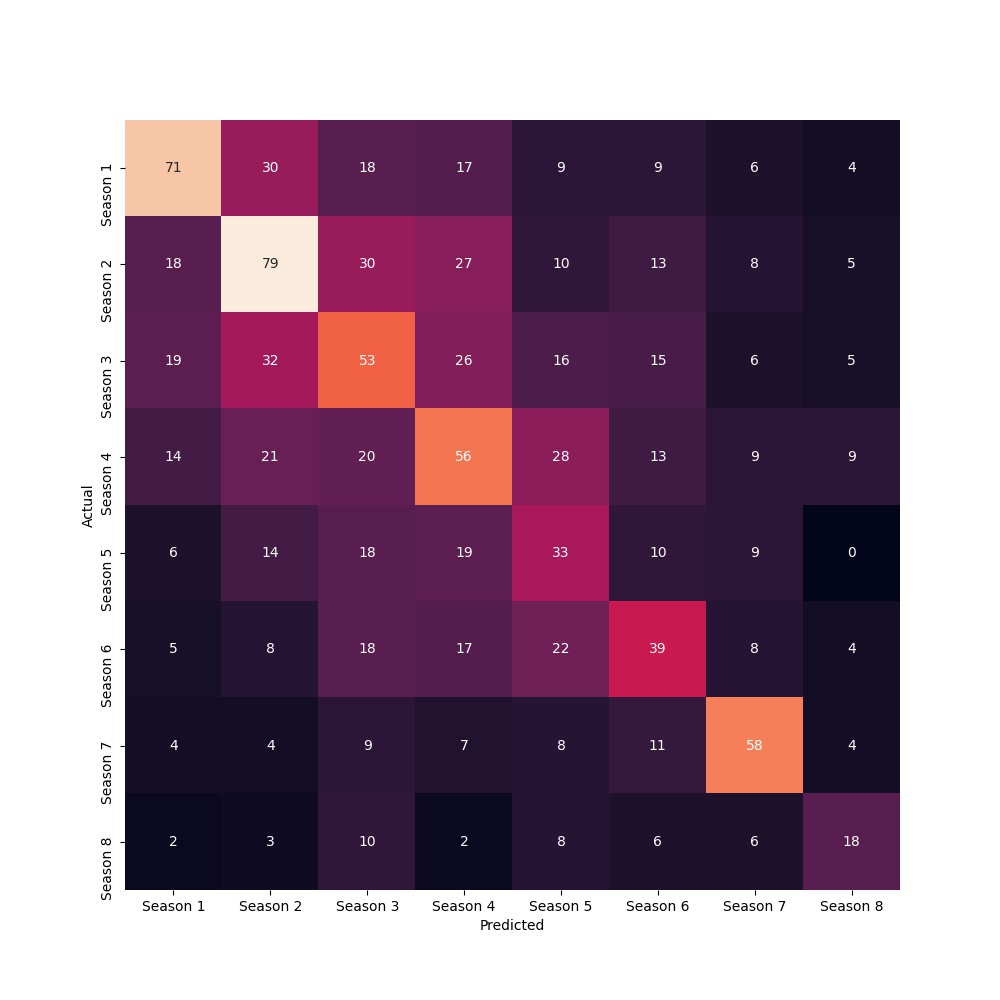 Actual
Season 1 71 30 18 17 9 9 6 4
Season 2 18 79 30 27 10 13 8 5
Season 3 19 32 53 26 16 15 6 5
Season 4 14 21 20 56 28 13 9 9
Season 5 6 14 18 19 33 10 9 0
Season 6 5 8 18 17 22 39 8 4
Season 7 4 4 9 7 8 11 58 4
Season 8 2 3 10 2 8 6 6 18
Season 1 Season 2 Season 3 Season 4 Season 5 Season 6 Season 7 Season 8
Predicted